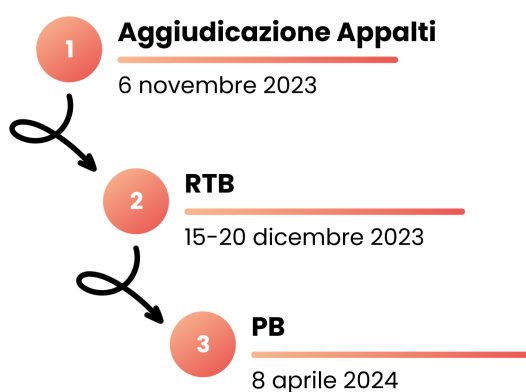 1
Aggiudicazione Appalti
6 novembre 2023
2
RTB
15-20 dicembre 2023
3
PB
8 aprile 2024